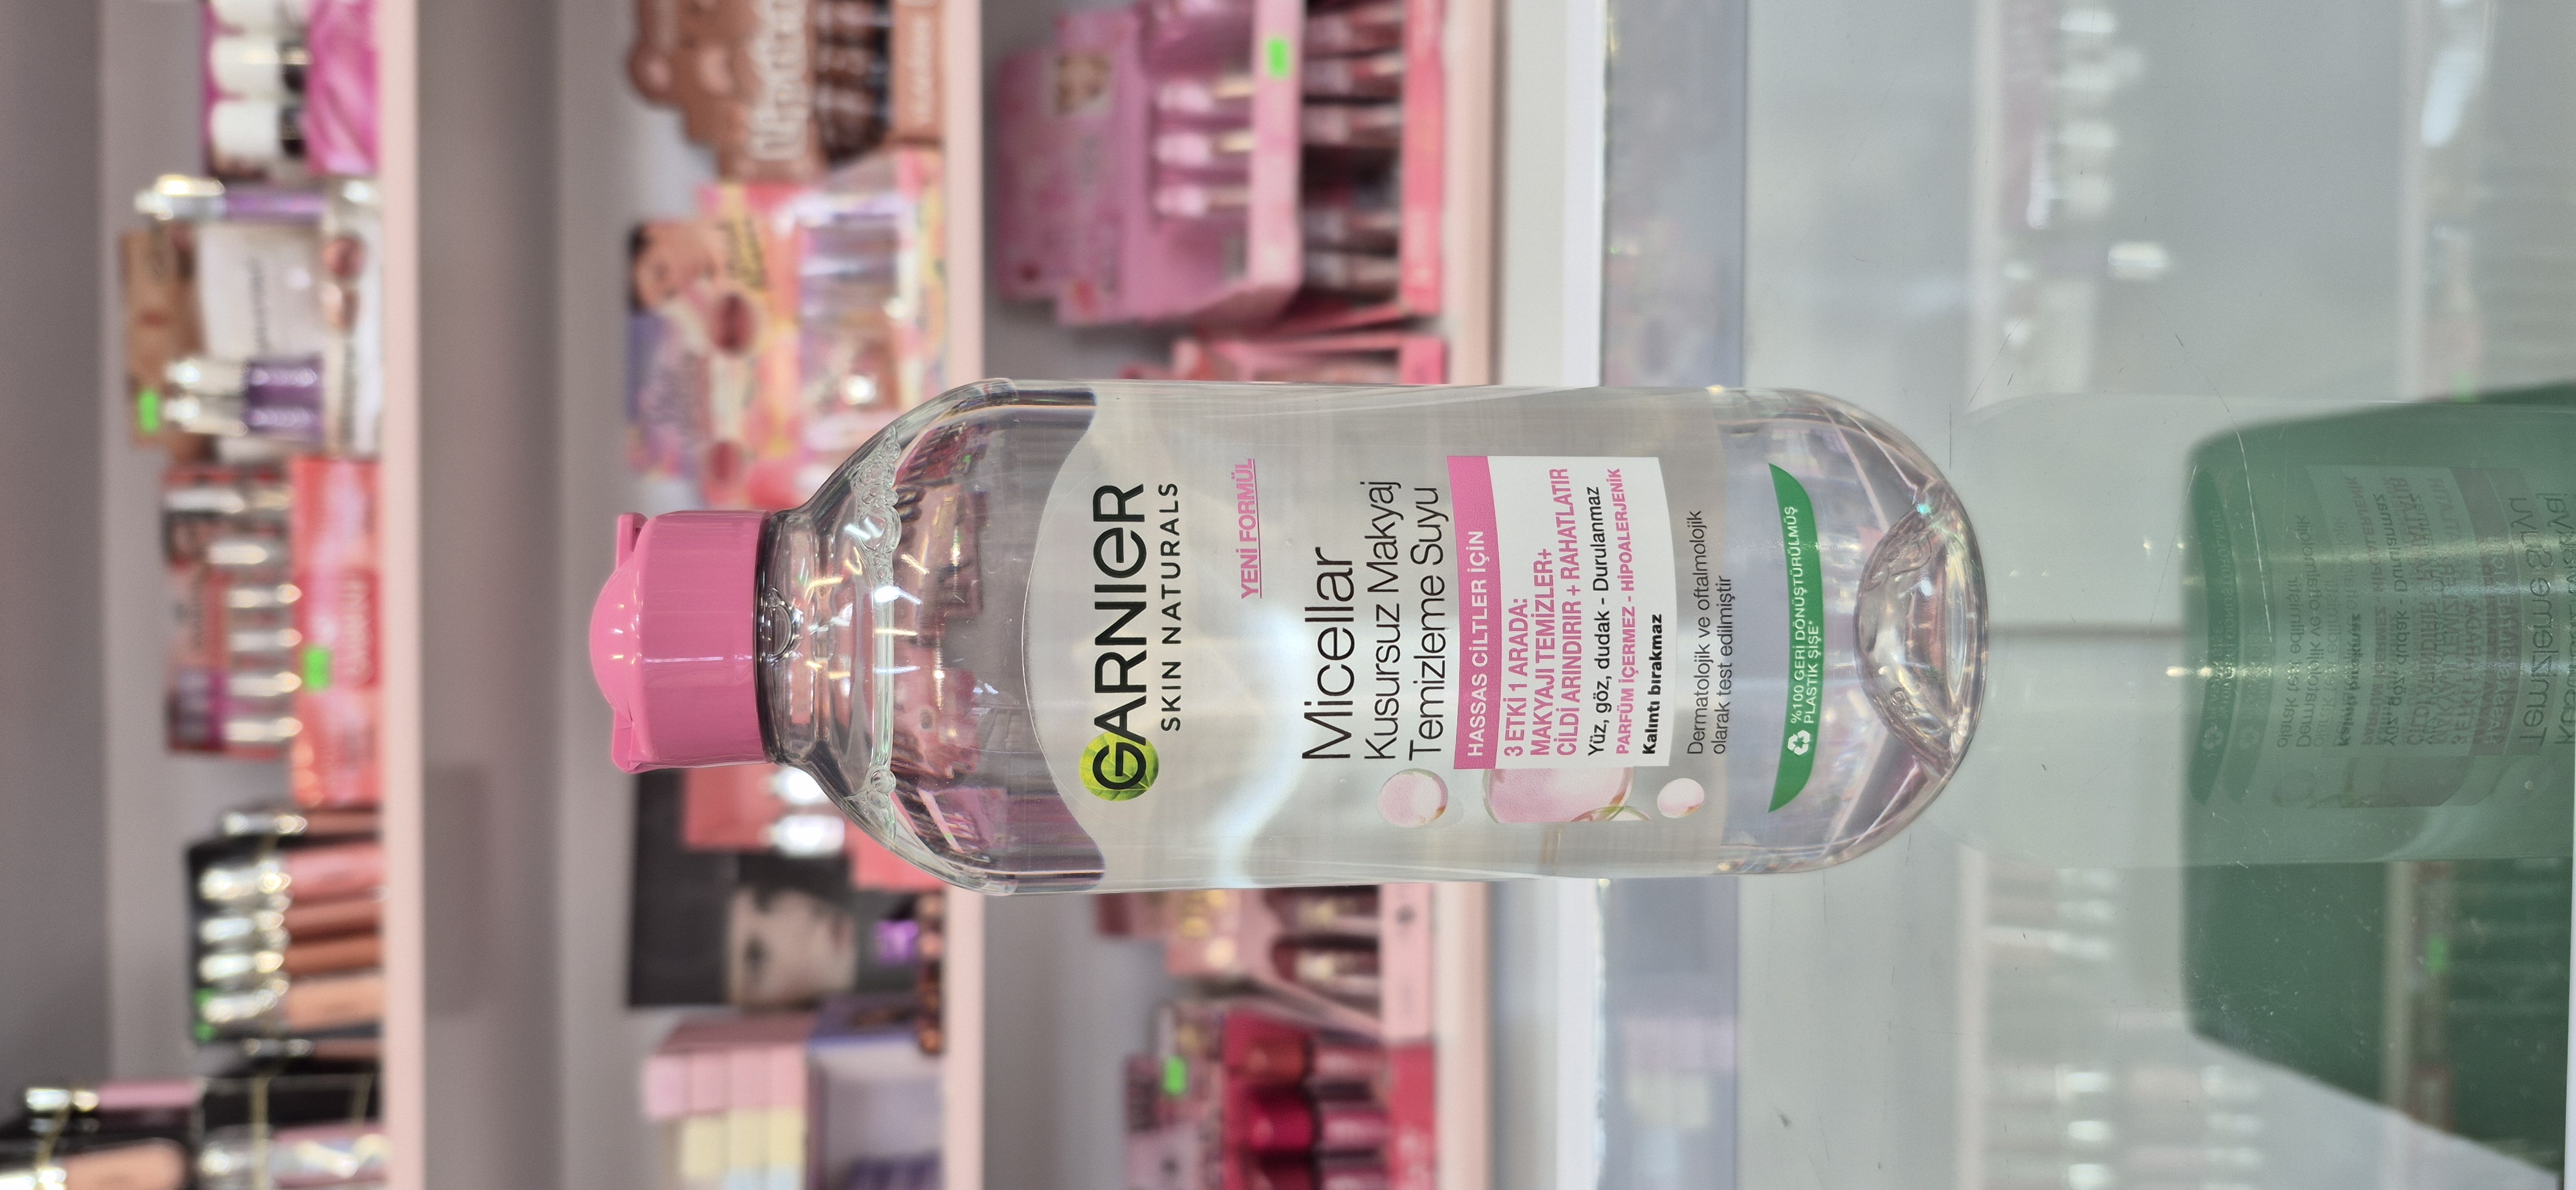 GARNIER
SKIN NATURALS
YENİ FORMÜL
Micellar
Kusursuz Makyaj
Temizleme Suyu
HASSAS CİLTLER İÇİN
3 ETKİ 1 ARADA:
MAKYAJI TEMİZLER+
CİLDİ ARINDIRIR + RAHATLATIR
Yüz, göz, dudak - Durulanmaz
PARFÜM İÇERMEZ - HİPOALERJENİK
Kalıntı bırakmaz
Dermatolojik ve oftalmolojik
olarak test edilmiştir
%100 GERİ DÖNÜŞTÜRÜLMÜŞ
PLASTİK ŞİŞE*